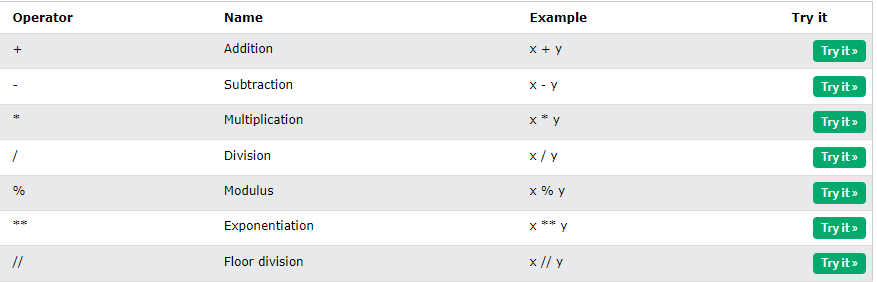 Operator Name Example Try it
+ Addition x + y Try it »
- Subtraction x - y Try it »
* Multiplication x * y Try it »
/ Division x / y Try it »
% Modulus x % y Try it »
** Exponentiation x ** y Try it »
// Floor division x // y Try it »